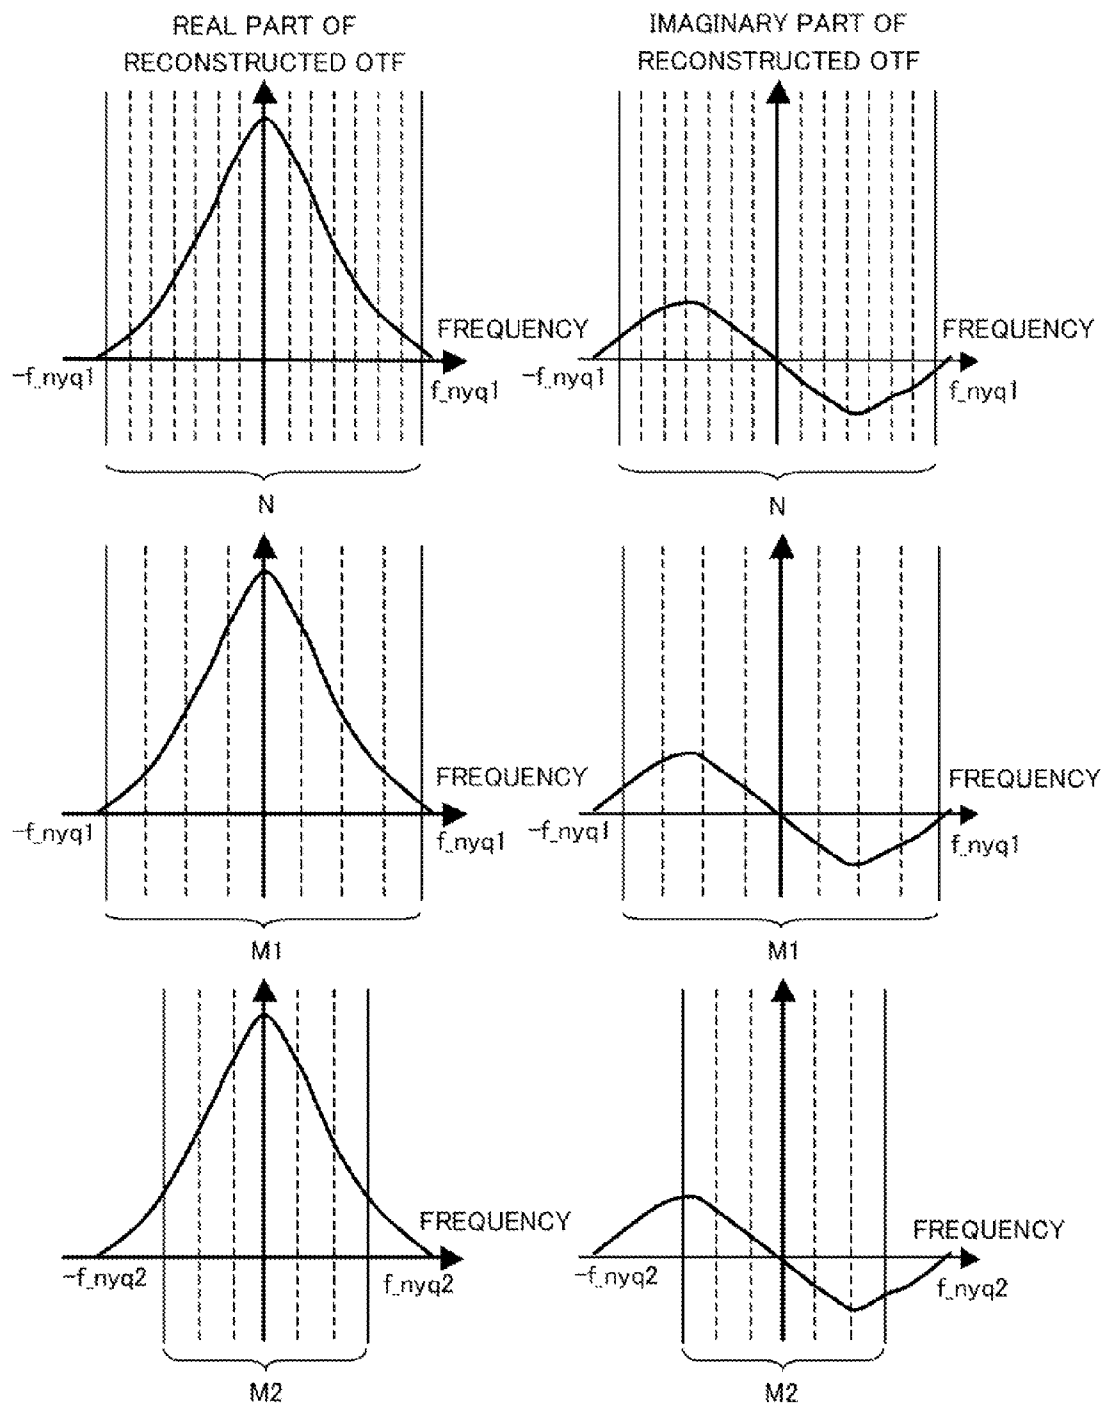 REAL PART OF
RECONSTRUCTED OTF
IMAGINARY PART OF
RECONSTRUCTED OTF
FREQUENCY
-f_nyq1
f_nyq1
N
FREQUENCY
-f_nyq1
f_nyq1
N
FREQUENCY
-f_nyq1
f_nyq1
M1
FREQUENCY
-f_nyq1
f_nyq1
M1
FREQUENCY
-f_nyq2
f_nyq2
M2
FREQUENCY
-f_nyq2
f_nyq2
M2